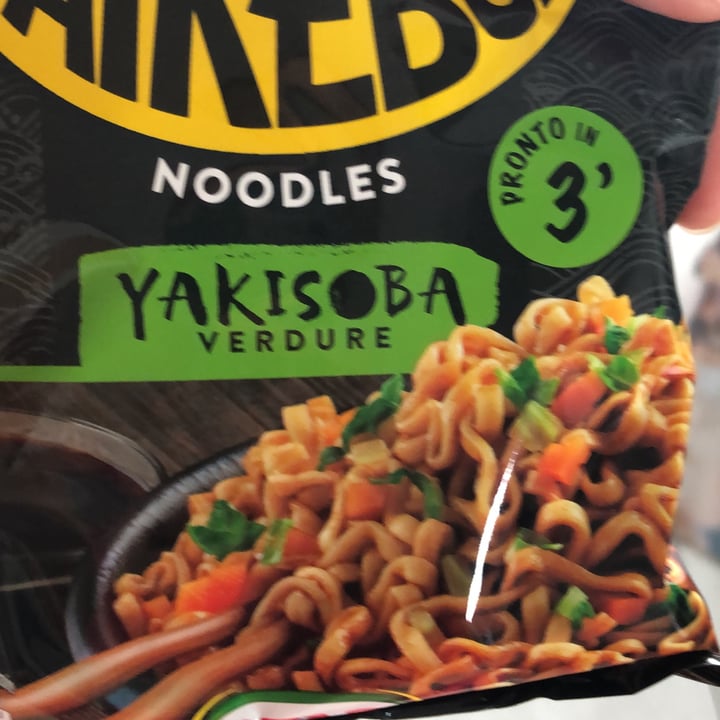 NOODLES
PRONTO IN
3'
YAKISOBA
VERDURE